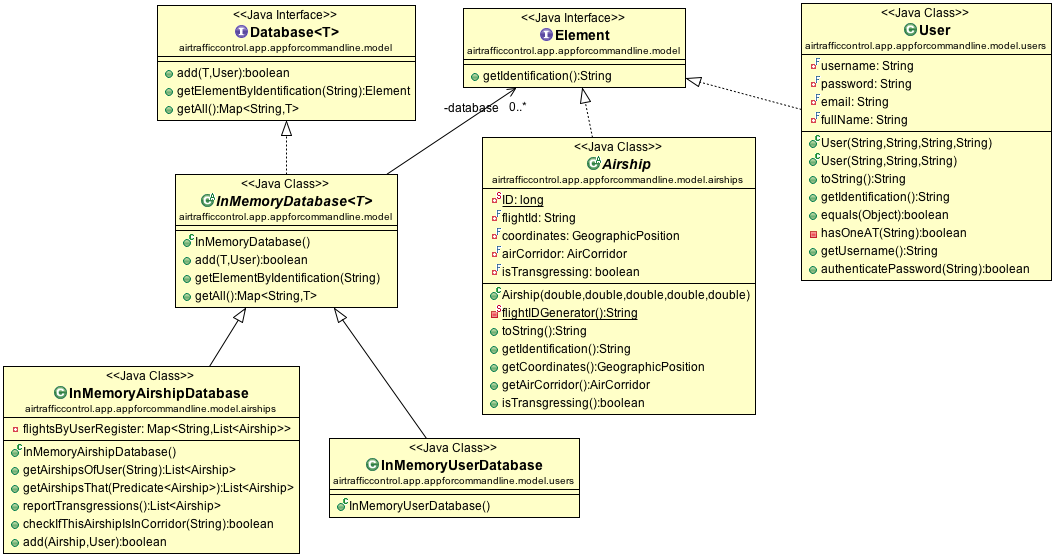 <<Java Interface>>
Database<T>
airtrafficcontrol.app.appforcommandline.model
add(T,User):boolean
getElementByIdentification(String):Element
getAll():Map<String,T>
<<Java Interface>>
Element
airtrafficcontrol.app.appforcommandline.model
getIdentification():String
<<Java Class>>
User
airtrafficcontrol.app.appforcommandline.model.users
username: String
password: String
email: String
fullName: String
User(String,String,String,String)
User(String,String,String)
toString():String
getIdentification():String
equals(Object):boolean
hasOneAT(String):boolean
getUsername():String
authenticatePassword(String):boolean
-database 0..*
<<Java Class>>
InMemoryDatabase<T>
airtrafficcontrol.app.appforcommandline.model
InMemoryDatabase()
add(T,User):boolean
getElementByIdentification(String)
getAll():Map<String,T>
<<Java Class>>
Airship
airtrafficcontrol.app.appforcommandline.model.airships
ID: long
flightId: String
coordinates: GeographicPosition
airCorridor: AirCorridor
isTransgressing: boolean
Airship(double,double,double,double,double)
flightIDGenerator():String
toString():String
getIdentification():String
getCoordinates():GeographicPosition
getAirCorridor():AirCorridor
isTransgressing():boolean
<<Java Class>>
InMemoryAirshipDatabase
airtrafficcontrol.app.appforcommandline.model.airships
flightsByUserRegister: Map<String,List<Airship>>
InMemoryAirshipDatabase()
getAirshipsOfUser(String):List<Airship>
getAirshipsThat(Predicate<Airship>):List<Airship>
reportTransgressions():List<Airship>
checkIfThisAirshipIsInCorridor(String):boolean
add(Airship,User):boolean
<<Java Class>>
InMemoryUserDatabase
airtrafficcontrol.app.appforcommandline.model.users
InMemoryUserDatabase()